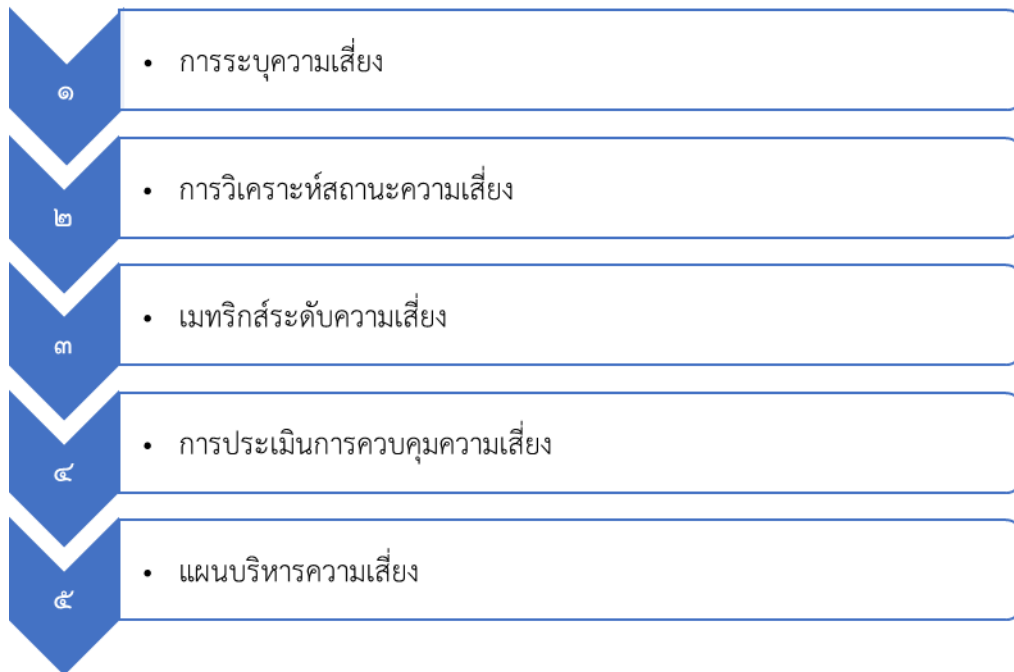 ๑
• การระบุความเสี่ยง
๒
• การวิเคราะห์สถานะความเสี่ยง
๓
• เมทริกส์ระดับความเสี่ยง
๔
• การประเมินการควบคุมความเสี่ยง
๕
• แผนบริหารความเสี่ยง